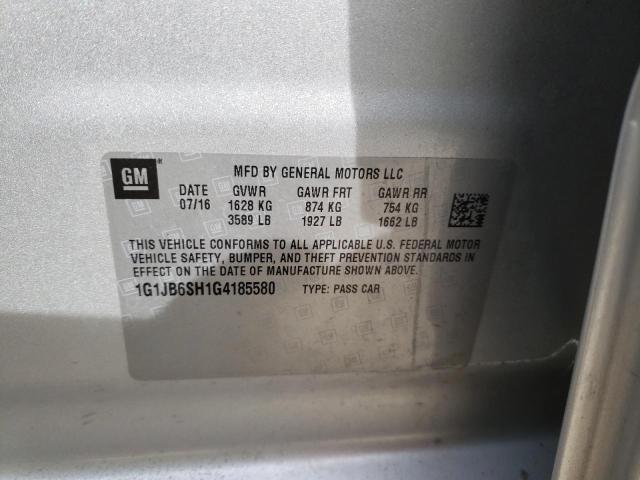 GM
MFD BY GENERAL MOTORS LLC
DATE GVWR GAWR FRT GAWR RR
07/16 1628 KG 874 KG 754 KG
3589 LB 1927 LB 1662 LB
THIS VEHICLE CONFORMS TO ALL APPLICABLE U.S. FEDERAL MOTOR
VEHICLE SAFETY, BUMPER, AND THEFT PREVENTION STANDARDS IN
EFFECT ON THE DATE OF MANUFACTURE SHOWN ABOVE.
1G1JB6SH1G4185580 TYPE: PASS CAR